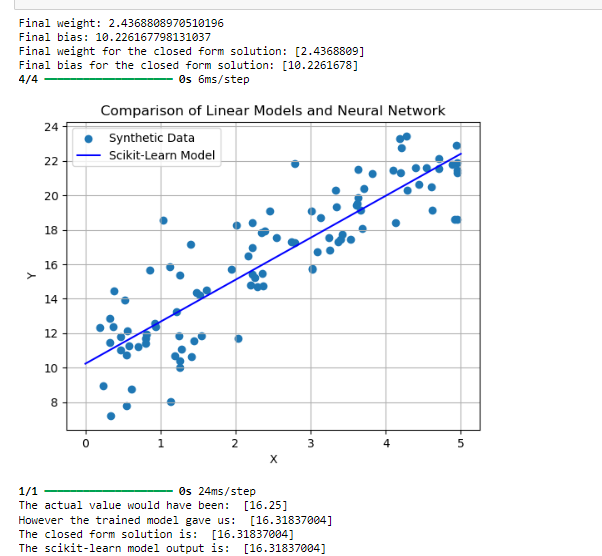 Final weight: 2.4368808970510196
Final bias: 10.226167798131037
Final weight for the closed form solution: [2.4368809]
Final bias for the closed form solution: [10.2261678]
4/4 ━━━━━━━━━━━━━━━━━━━━ 0s 6ms/step
Comparison of Linear Models and Neural Network
Synthetic Data
Scikit-Learn Model
24
22
20
18
16
14
12
10
8
Y
0 1 2 3 4 5
X
1/1 ━━━━━━━━━━━━━━━━━━━━ 0s 24ms/step
The actual value would have been:  [16.25]
However the trained model gave us:  [16.31837004]
The closed form solution is:  [16.31837004]
The scikit-learn model output is:  [16.31837004]